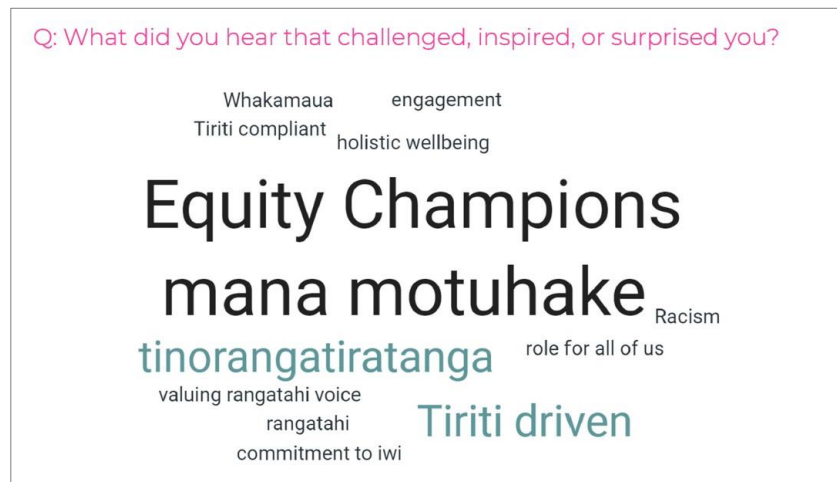 Q: What did you hear that challenged, inspired, or surprised you?
Whakamaua
engagement
Tiriti compliant
holistic wellbeing
Equity Champions
mana motuhake
Racism
tinorangatiratanga
role for all of us
valuing rangatahi voice
rangatahi
Tiriti driven
commitment to iwi